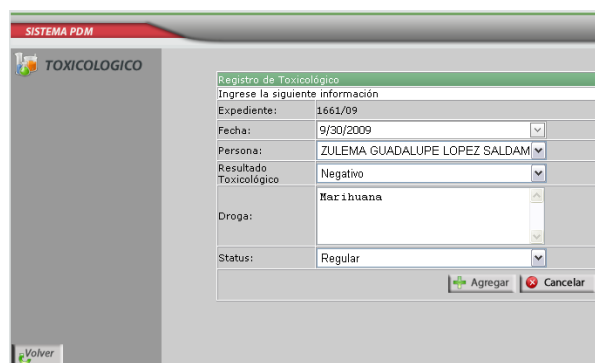 SISTEMA PDM
TOXICOLOGICO
Registro de Toxicológico
Ingrese la siguiente información
Expediente: 1661/09
Fecha: 9/30/2009
Persona: ZULEMA GUADALUPE LOPEZ SALDAM
Resultado
Toxicológico Negativo
Droga: Marihuana
Status: Regular
Agregar Cancelar
Volver